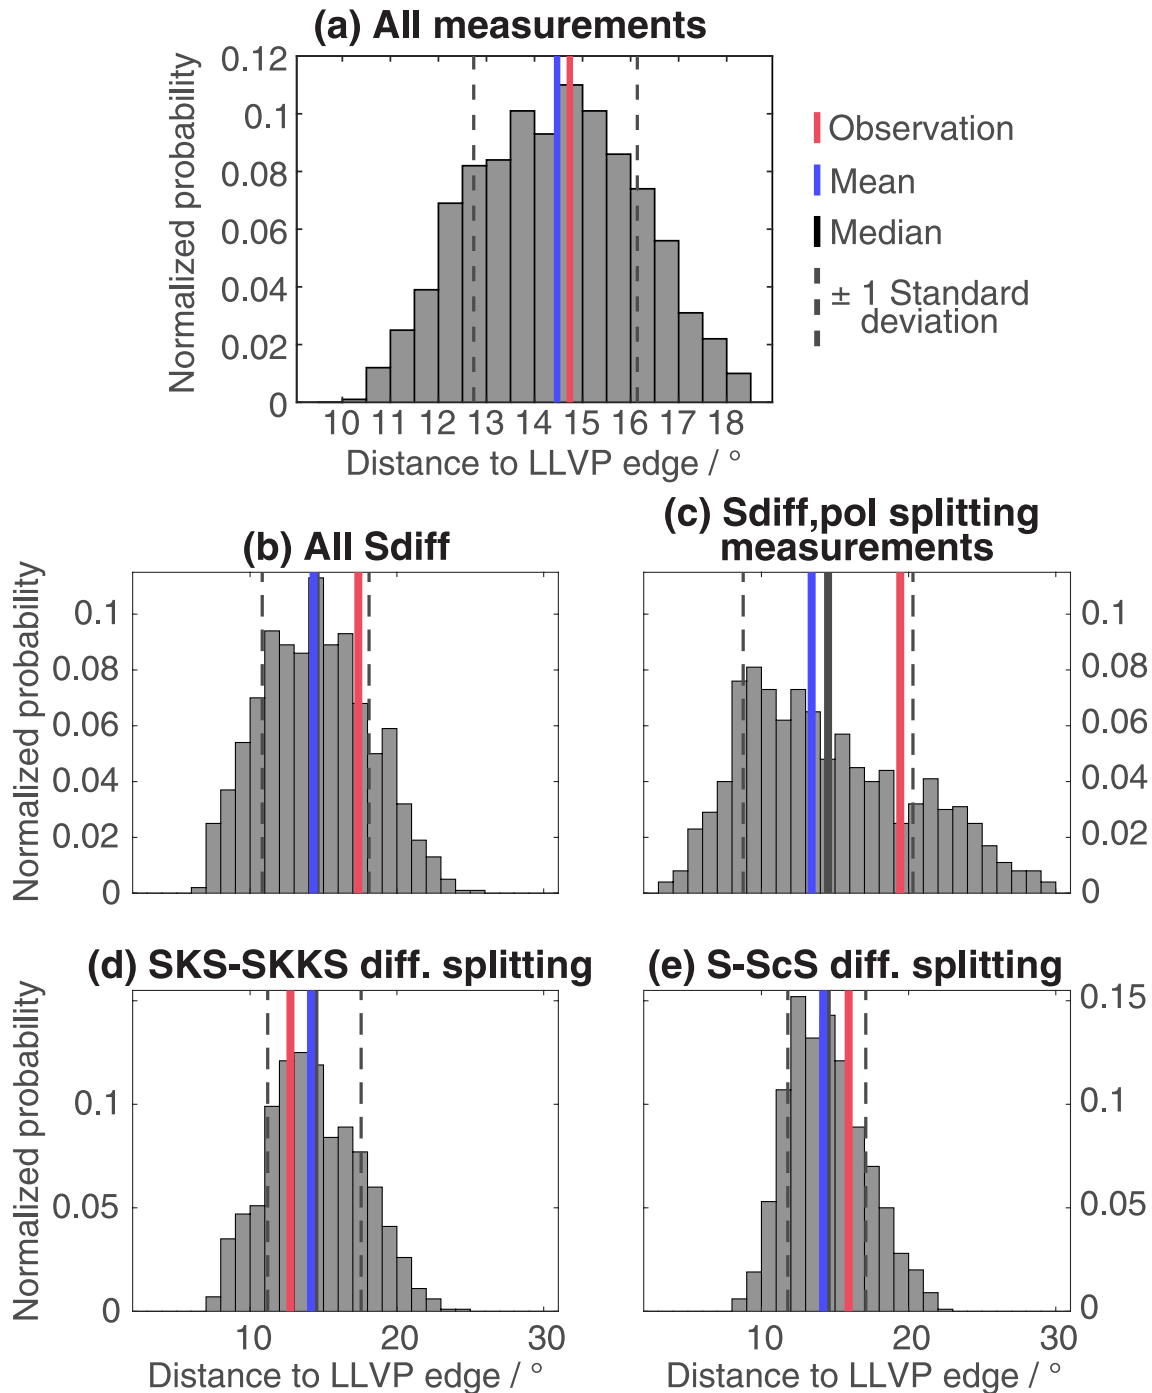 (a) All measurements
Normalized probability
0.12
0.1
0.08
0.06
0.04
0.02
0
10 11 12 13 14 15 16 17 18
Distance to LLVP edge / °
Observation
Mean
Median
± 1 Standard
deviation
(b) All Sdiff
Normalized probability
0.1
0.08
0.06
0.04
0.02
0
(c) Sdiff,pol splitting
measurements
0.1
0.08
0.06
0.04
0.02
0
(d) SKS-SKKS diff. splitting
Normalized probability
0.1
0.05
0
10 20 30
Distance to LLVP edge / °
(e) S-ScS diff. splitting
0.15
0.1
0.05
0
10 20 30
Distance to LLVP edge / °